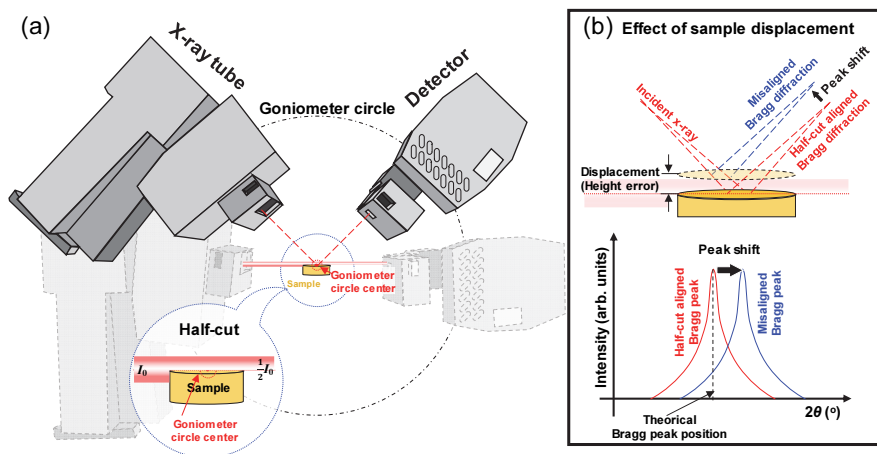 (a)
X-ray tube
Goniometer circle
Detector
Sample
Goniometer
circle center
Half-cut
I₀
½I₀
Sample
Goniometer
circle center
(b)
Effect of sample displacement
Incident x-ray
Misaligned
Bragg diffraction
Peak shift
Half-cut aligned
Bragg diffraction
Displacement
(Height error)
Intensity (arb. units)
Peak shift
Half-cut aligned
Bragg peak
Misaligned
Bragg peak
Theorical
Bragg peak position
2θ (°)